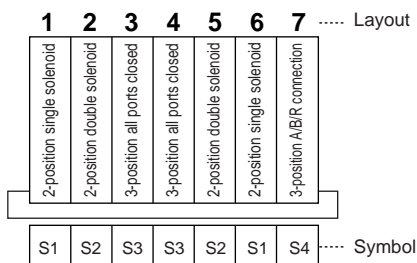 1 2 3 4 5 6 7 ····· Layout
2-position single solenoid
2-position double solenoid
3-position all ports closed
3-position all ports closed
2-position double solenoid
2-position single solenoid
3-position A/B/R connection
S1 S2 S3 S3 S2 S1 S4 ····· Symbol